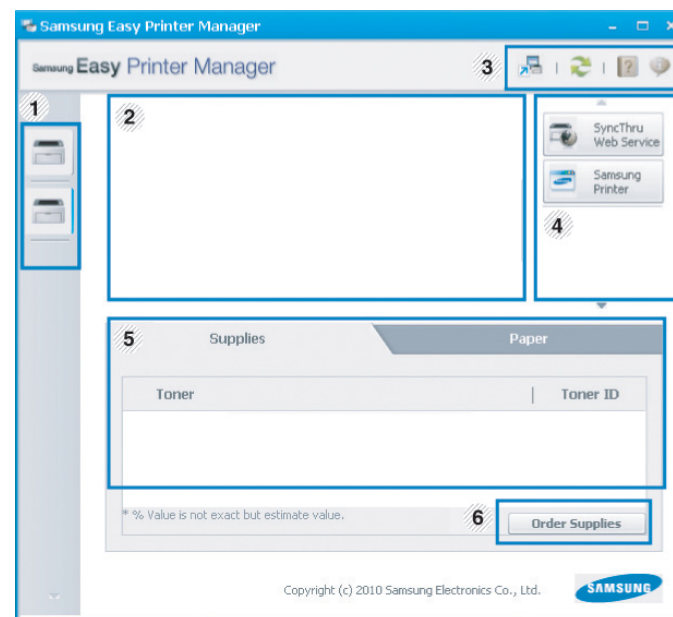 Samsung Easy Printer Manager
Samsung Easy Printer Manager
3
1
2
SyncThru
Web Service
Samsung
Printer
4
5
Supplies
Paper
Toner
Toner ID
* % Value is not exact but estimate value.
6
Order Supplies
Copyright (c) 2010 Samsung Electronics Co., Ltd.
SAMSUNG